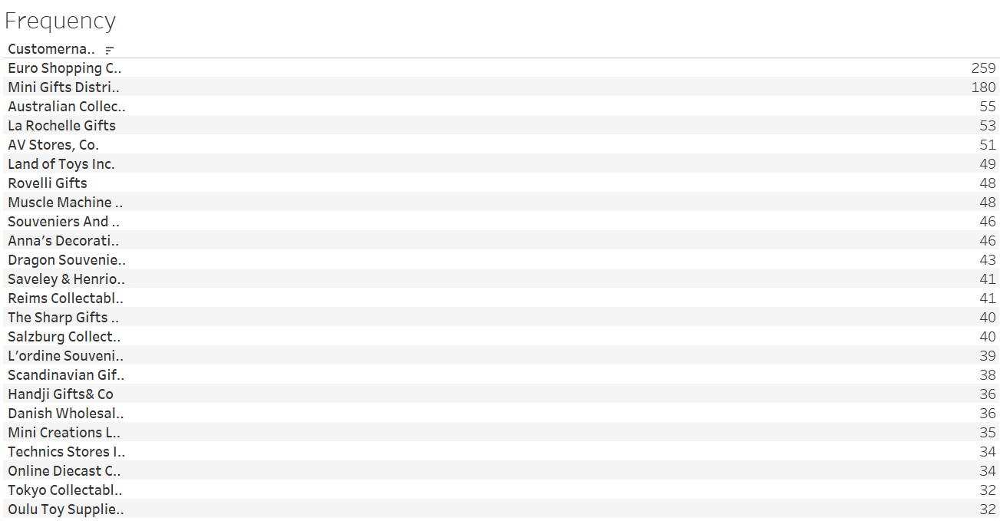 Frequency
Customerna..
Euro Shopping C.. 259
Mini Gifts Distri.. 180
Australian Collec.. 55
La Rochelle Gifts 53
AV Stores, Co. 51
Land of Toys Inc. 49
Rovelli Gifts 48
Muscle Machine .. 48
Souveniers And .. 46
Anna's Decorati.. 46
Dragon Souvenie.. 43
Saveley & Henrio.. 41
Reims Collectabl.. 41
The Sharp Gifts .. 40
Salzburg Collect.. 40
L'ordine Souveni.. 39
Scandinavian Gif.. 38
Handji Gifts& Co 36
Danish Wholesal.. 36
Mini Creations L.. 35
Technics Stores I.. 34
Online Diecast C.. 34
Tokyo Collectabl.. 32
Oulu Toy Supplie.. 32